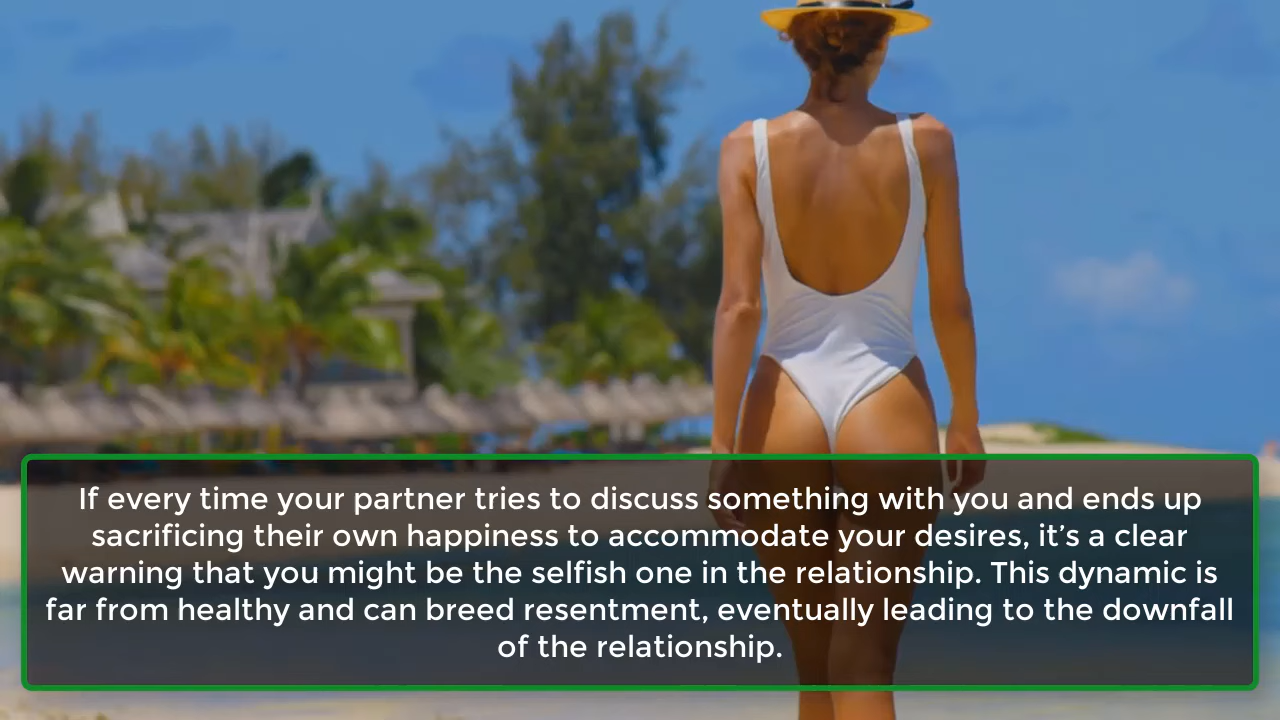 If every time your partner tries to discuss something with you and ends up
sacrificing their own happiness to accommodate your desires, it’s a clear
warning that you might be the selfish one in the relationship. This dynamic is
far from healthy and can breed resentment, eventually leading to the downfall
of the relationship.